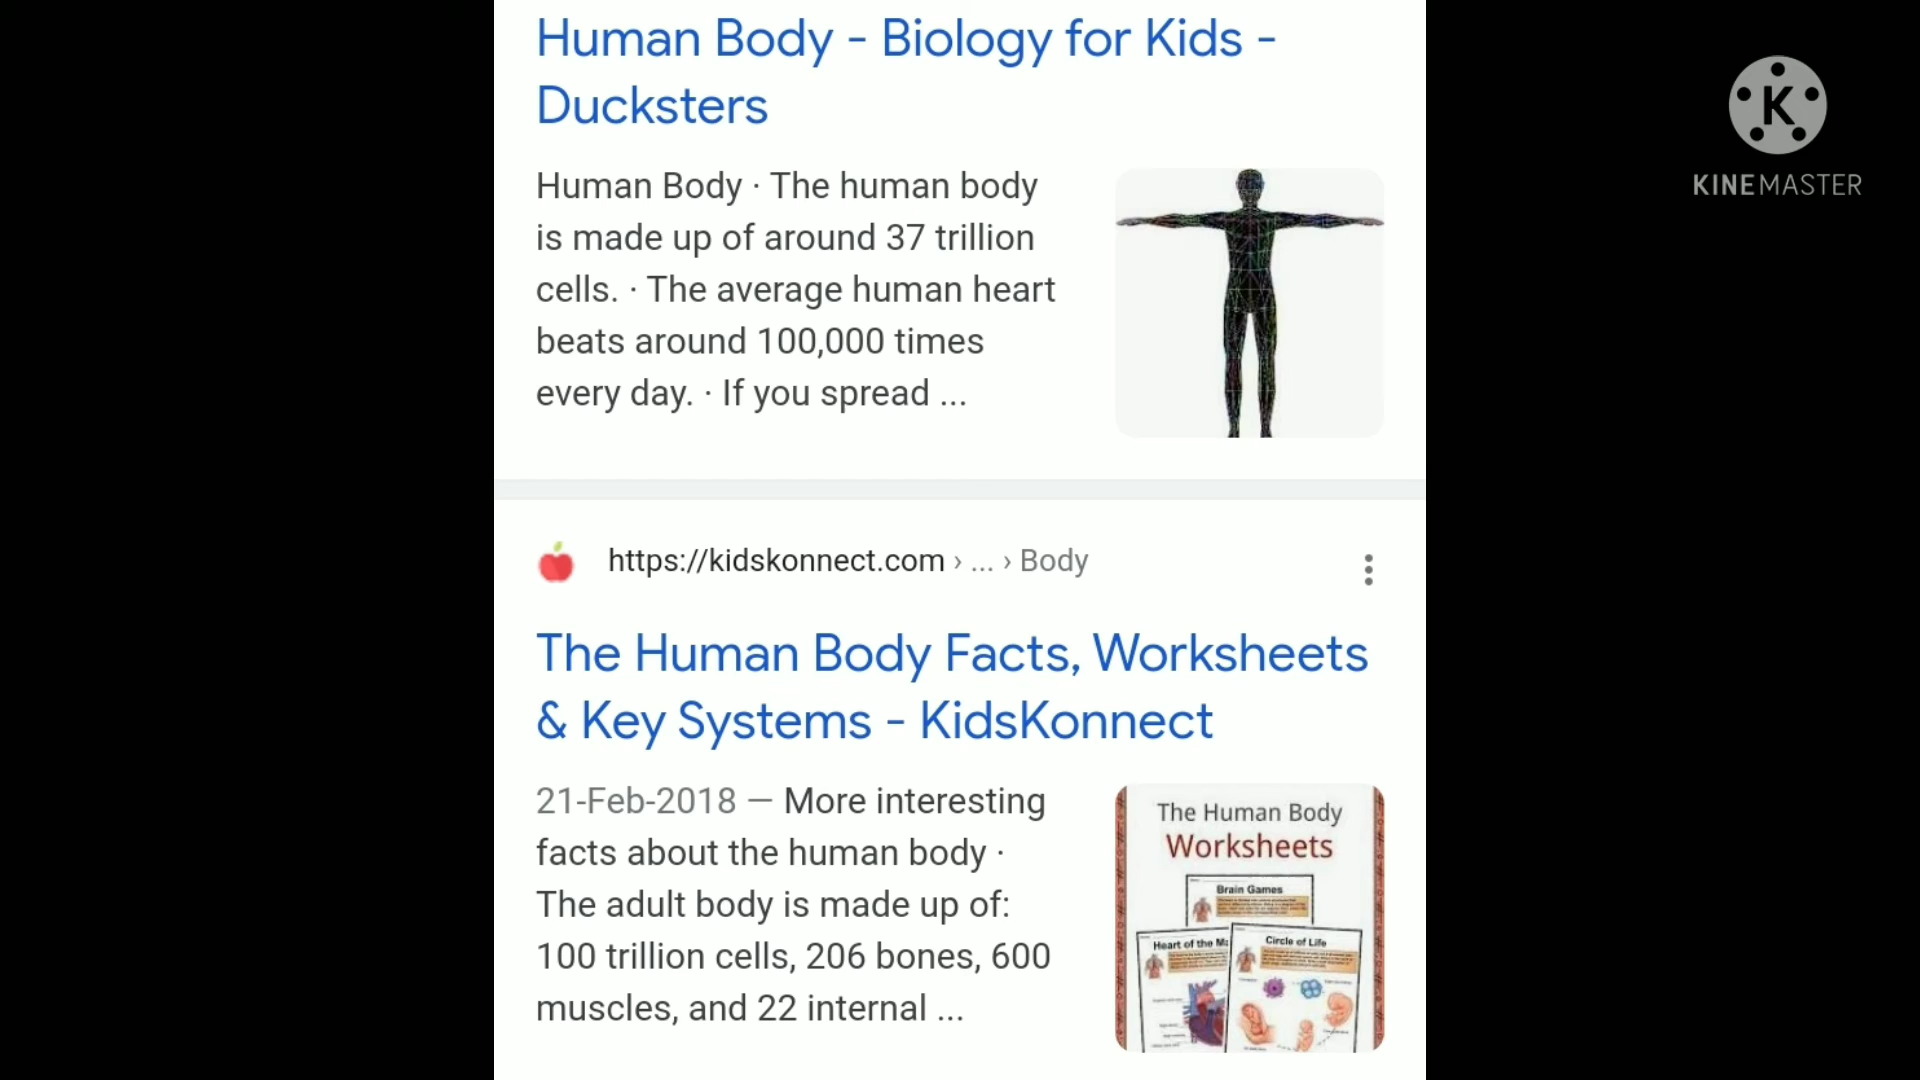 Human Body - Biology for Kids -
Ducksters
Human Body · The human body
is made up of around 37 trillion
cells. · The average human heart
beats around 100,000 times
every day. · If you spread ...
KINEMASTER
https://kidskonnect.com › ... › Body
The Human Body Facts, Worksheets
& Key Systems - KidsKonnect
21-Feb-2018 — More interesting
facts about the human body ·
The adult body is made up of:
100 trillion cells, 206 bones, 600
muscles, and 22 internal ...
The Human Body
Worksheets
Brain Games
Heart of the
Circle of Life